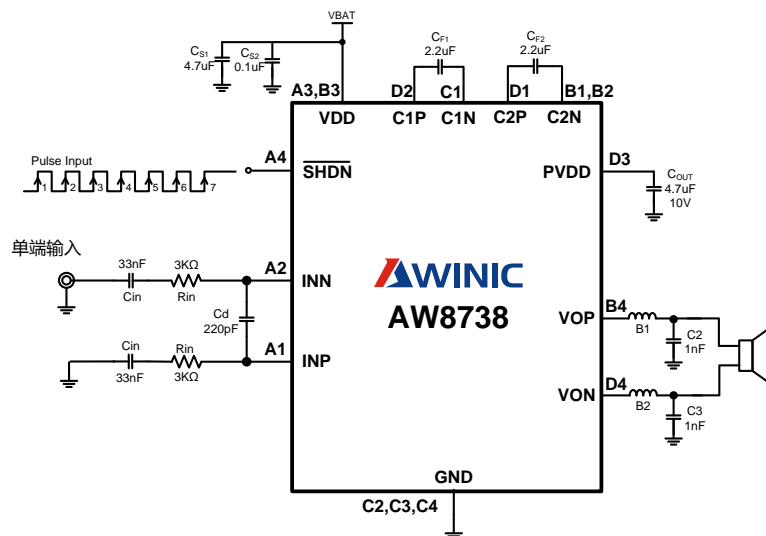 VBAT
CS1
4.7uF
CS2
0.1uF
CF1
2.2uF
CF2
2.2uF
A3,B3
D2
C1
D1
B1,B2
VDD
C1P
C1N
C2P
C2N
Pulse Input
1 2 3 4 5 6 7
A4
SHDN
D3
PVDD
COUT
4.7uF
10V
单端输入
33nF
Cin
3KΩ
Rin
A2
INN
Cd
220pF
Cin
33nF
Rin
3KΩ
A1
INP
AWINIC
AW8738
B4
VOP
B1
C2
1nF
D4
VON
B2
C3
1nF
GND
C2,C3,C4